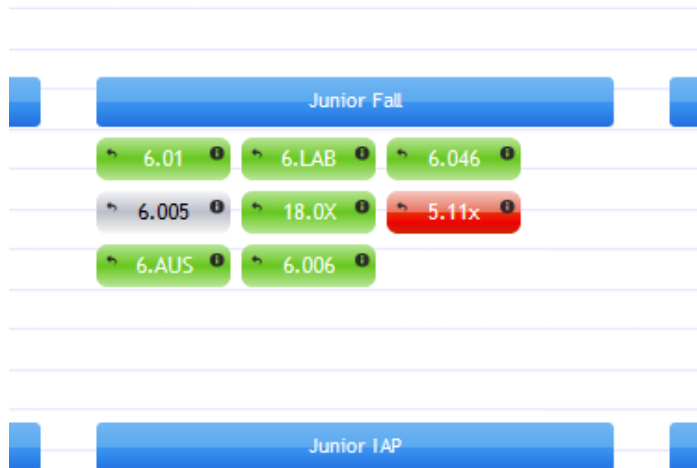 Junior Fall
6.01 6.LAB 6.046
6.005 18.0X 5.11x
6.AUS 6.006
Junior IAP